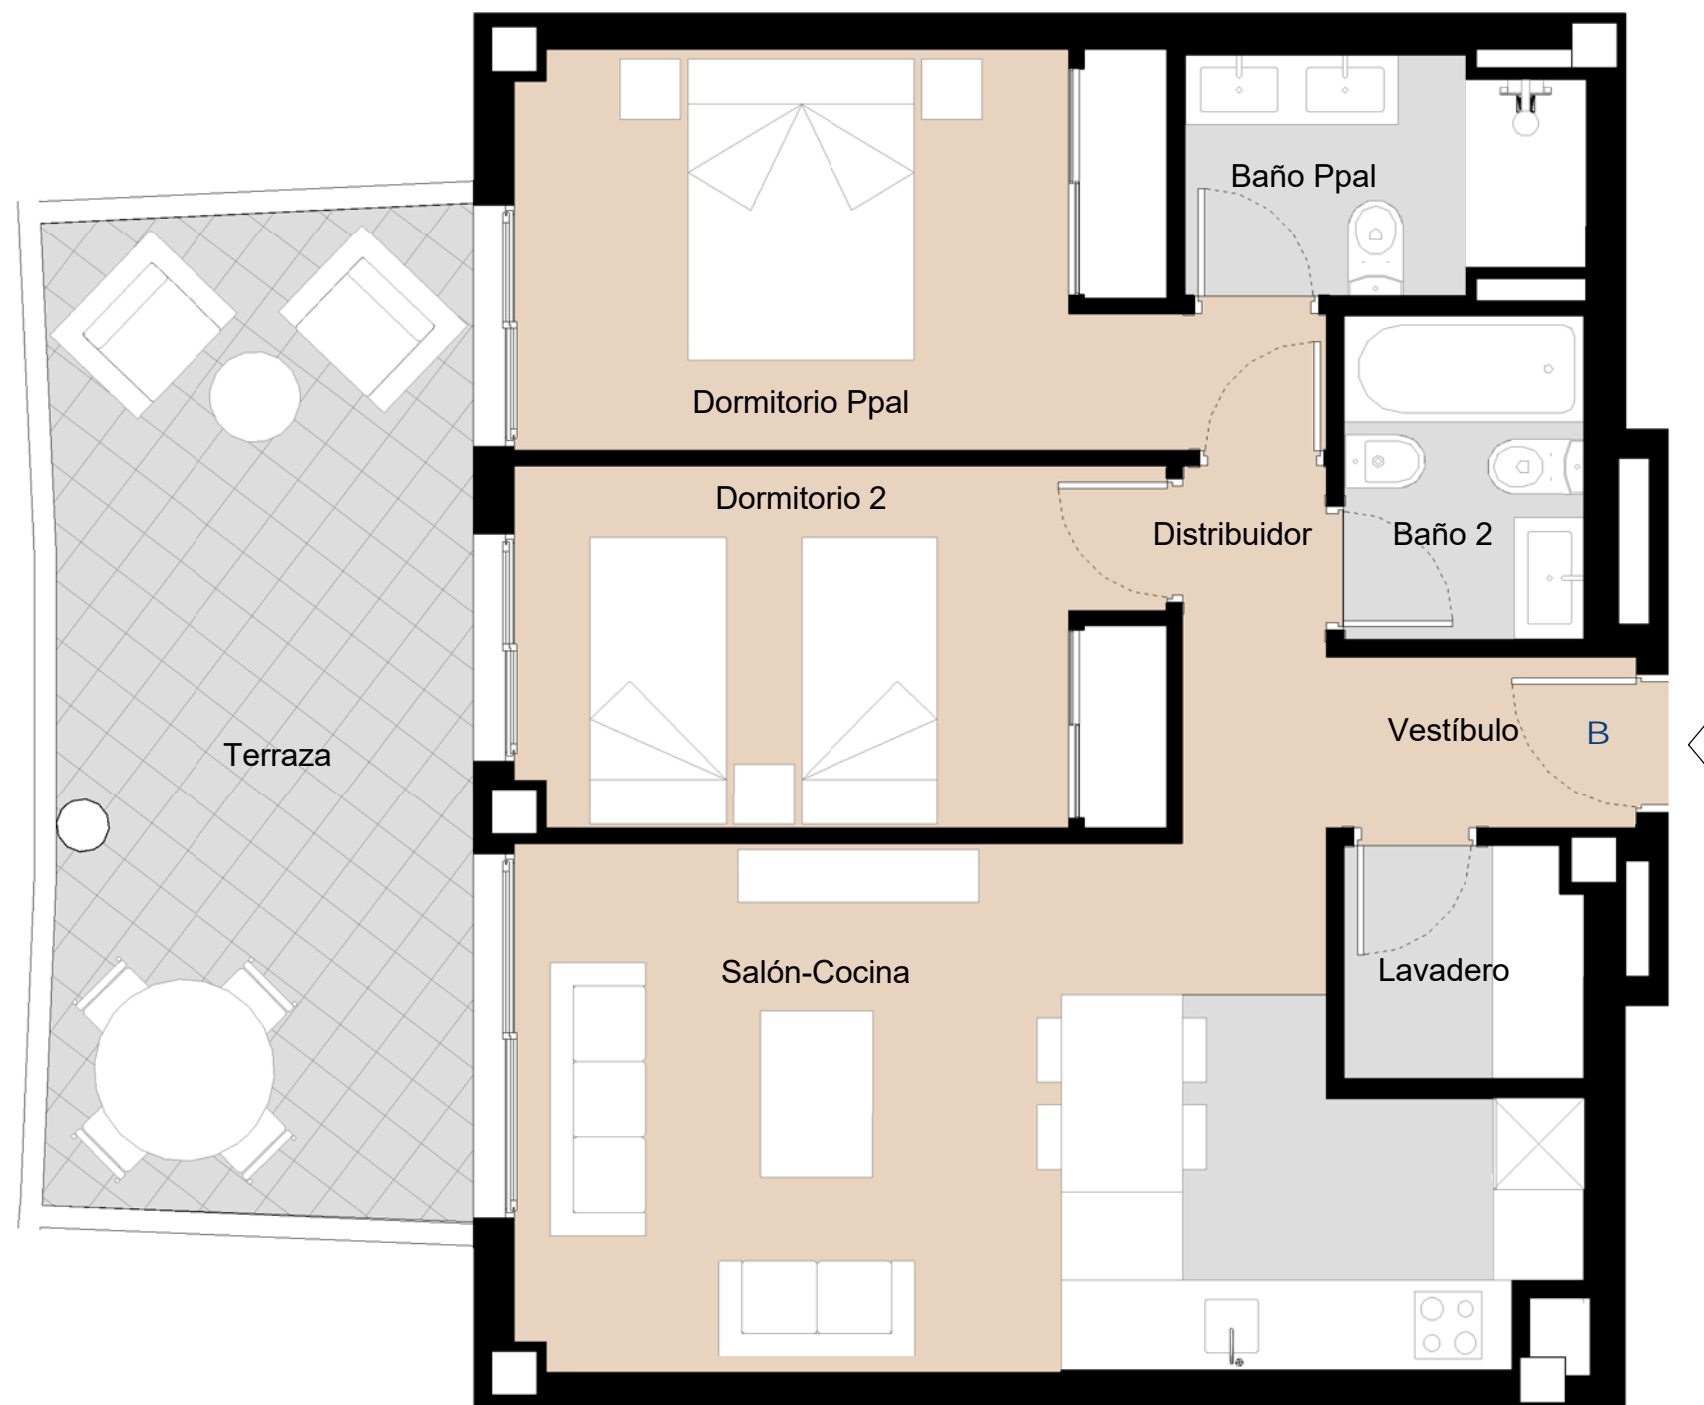 Baño Ppal
Dormitorio Ppal
Dormitorio 2
Distribuidor
Baño 2
Vestíbulo
B
Terraza
Salón-Cocina
Lavadero